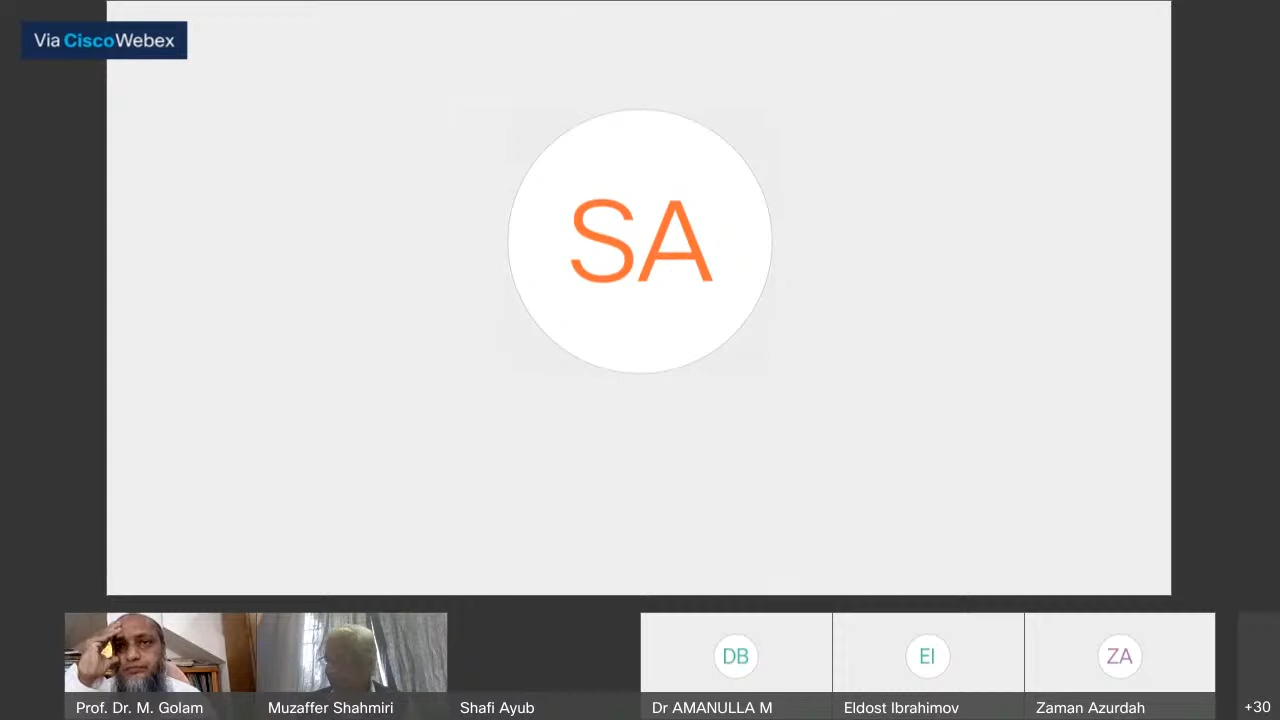 Via CiscoWebex
SA
DB
EI
ZA
Prof. Dr. M. Golam
Muzaffer Shahmiri
Shafi Ayub
Dr AMANULLA M
Eldost Ibrahimov
Zaman Azurdah
+30